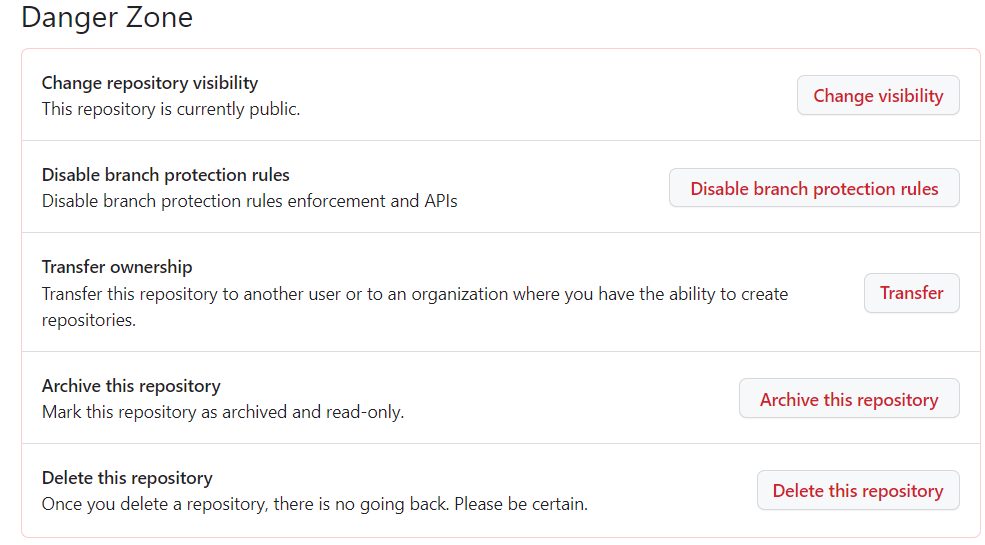 Danger Zone
Change repository visibility
This repository is currently public.
Change visibility
Disable branch protection rules
Disable branch protection rules enforcement and APIs
Disable branch protection rules
Transfer ownership
Transfer this repository to another user or to an organization where you have the ability to create
repositories.
Transfer
Archive this repository
Mark this repository as archived and read-only.
Archive this repository
Delete this repository
Once you delete a repository, there is no going back. Please be certain.
Delete this repository